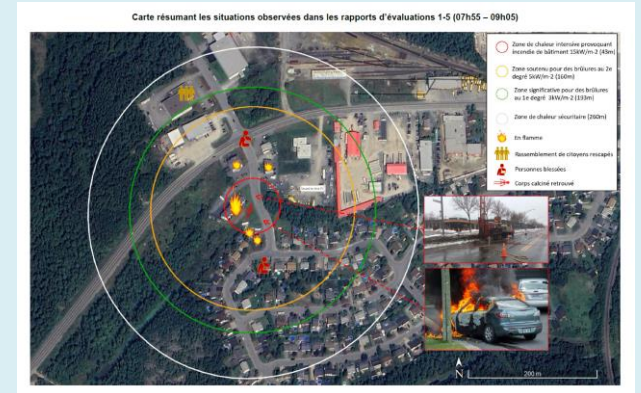 Carte résumant les situations observées dans les rapports d'évaluations 1-5 (07h55 – 09h05)
Zone de chaleur intensive provoquant
incendie de bâtiment 15kW/m-2 (48m)
Zone soutenu pour des brûlures au 2e
degré 5kW/m-2 (160m)
Zone significative pour des brûlures
au 1e degré 3kW/m-2 (193m)
Zone de chaleur sécuritaire (260m)
En flamme
Rassemblement de citoyens rescapés
Personnes blessées
Corps calciné retrouvé
N
200 m